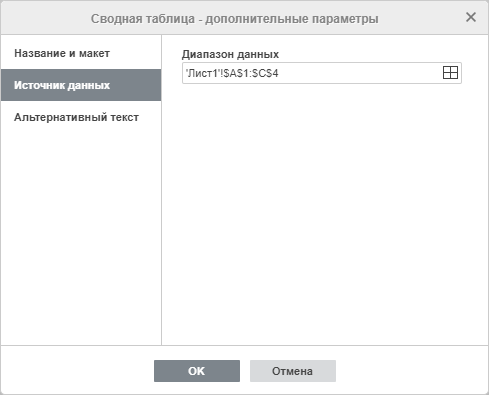 Сводная таблица - дополнительные параметры
Название и макет
Источник данных
Альтернативный текст
Диапазон данных
'Лист1'!$A$1:$C$4
OK
Отмена